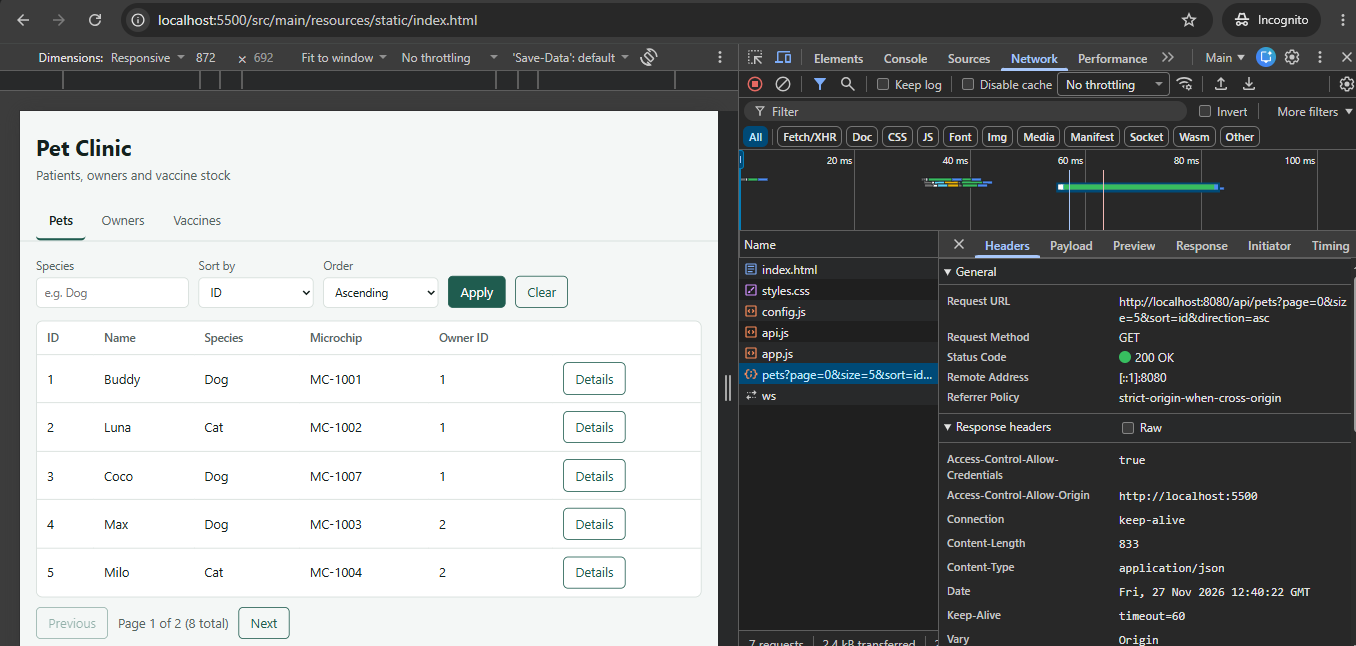 localhost:5500/src/main/resources/static/index.html
Incognito
Dimensions: Responsive 872 × 692 Fit to window No throttling 'Save-Data': default
Elements Console Sources Network Performance Main
Keep log Disable cache No throttling
Filter Invert More filters
All Fetch/XHR Doc CSS JS Font Img Media Manifest Socket Wasm Other
20 ms 40 ms 60 ms 80 ms 100 ms
Pet Clinic
Patients, owners and vaccine stock
Pets Owners Vaccines
Species Sort by Order
e.g. Dog ID Ascending Apply Clear
ID Name Species Microchip Owner ID
1 Buddy Dog MC-1001 1 Details
2 Luna Cat MC-1002 1 Details
3 Coco Dog MC-1007 1 Details
4 Max Dog MC-1003 2 Details
5 Milo Cat MC-1004 2 Details
Previous Page 1 of 2 (8 total) Next
Name
index.html
styles.css
config.js
api.js
app.js
pets?page=0&size=5&sort=id...
ws
7 requests 2.4 kB transferred
Headers Payload Preview Response Initiator Timing
General
Request URL http://localhost:8080/api/pets?page=0&siz
e=5&sort=id&direction=asc
Request Method GET
Status Code 200 OK
Remote Address [::1]:8080
Referrer Policy strict-origin-when-cross-origin
Response headers Raw
Access-Control-Allow- true
Credentials
Access-Control-Allow-Origin http://localhost:5500
Connection keep-alive
Content-Length 833
Content-Type application/json
Date Fri, 27 Nov 2026 12:40:22 GMT
Keep-Alive timeout=60
Vary Origin